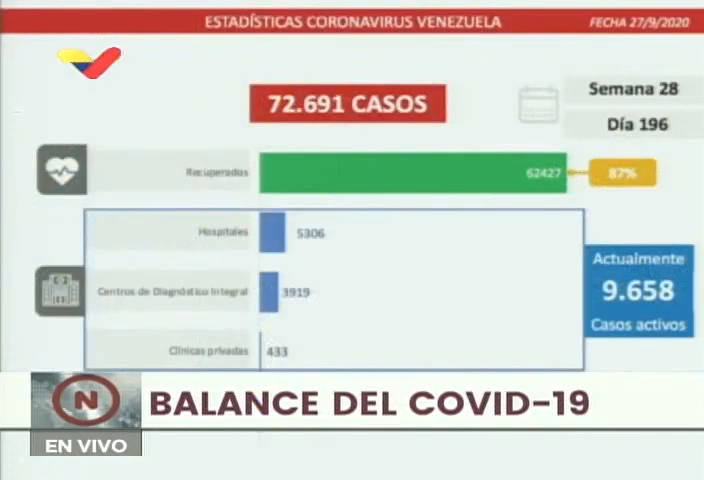 ESTADÍSTICAS CORONAVIRUS VENEZUELA
FECHA 27/9/2020
72.691 CASOS
Semana 28
Día 196
Recuperados
62427
87%
Hospitales
5306
Centros de Diagnóstico Integral
3919
Clínicas privadas
433
Actualmente
9.658
Casos activos
N
BALANCE DEL COVID-19
EN VIVO